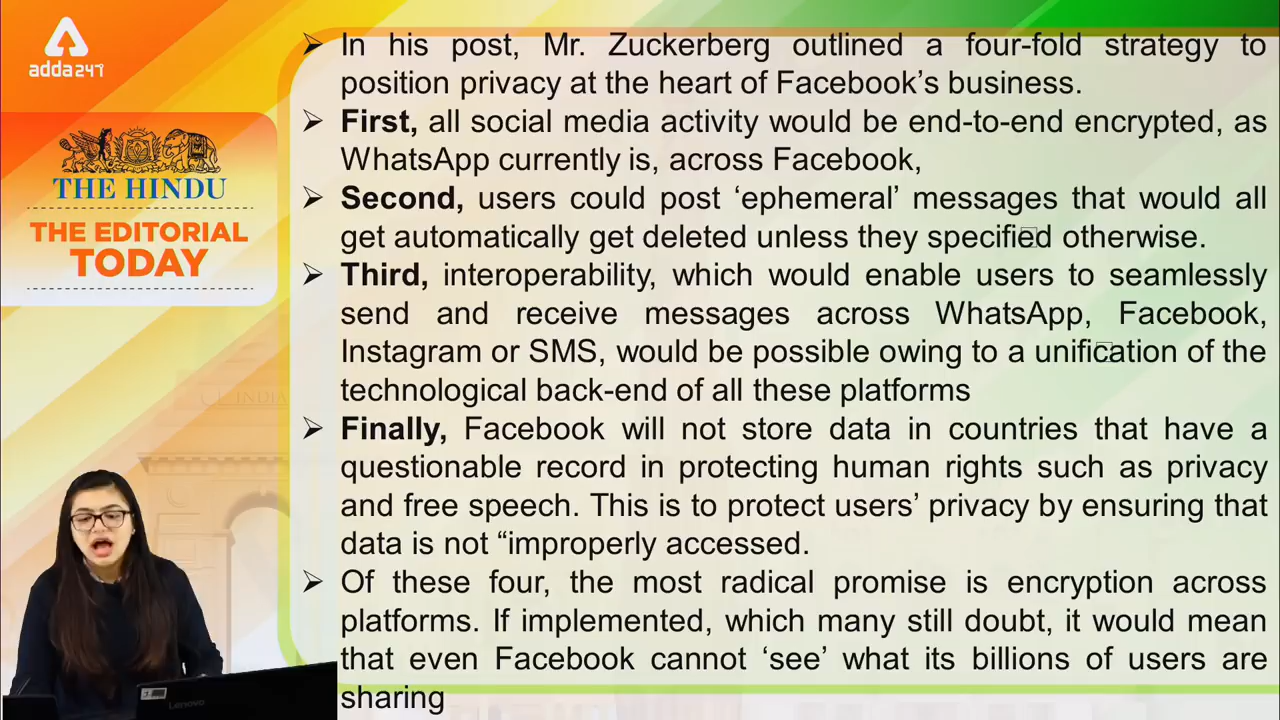 adda247
THE HINDU
THE EDITORIAL
TODAY
➢ In his post, Mr. Zuckerberg outlined a four-fold strategy to
position privacy at the heart of Facebook’s business.
➢ First, all social media activity would be end-to-end encrypted, as
WhatsApp currently is, across Facebook,
➢ Second, users could post ‘ephemeral’ messages that would all
get automatically get deleted unless they specified otherwise.
➢ Third, interoperability, which would enable users to seamlessly
send and receive messages across WhatsApp, Facebook,
Instagram or SMS, would be possible owing to a unification of the
technological back-end of all these platforms
➢ Finally, Facebook will not store data in countries that have a
questionable record in protecting human rights such as privacy
and free speech. This is to protect users’ privacy by ensuring that
data is not “improperly accessed.
➢ Of these four, the most radical promise is encryption across
platforms. If implemented, which many still doubt, it would mean
that even Facebook cannot ‘see’ what its billions of users are
sharing
INDIA
Lenovo